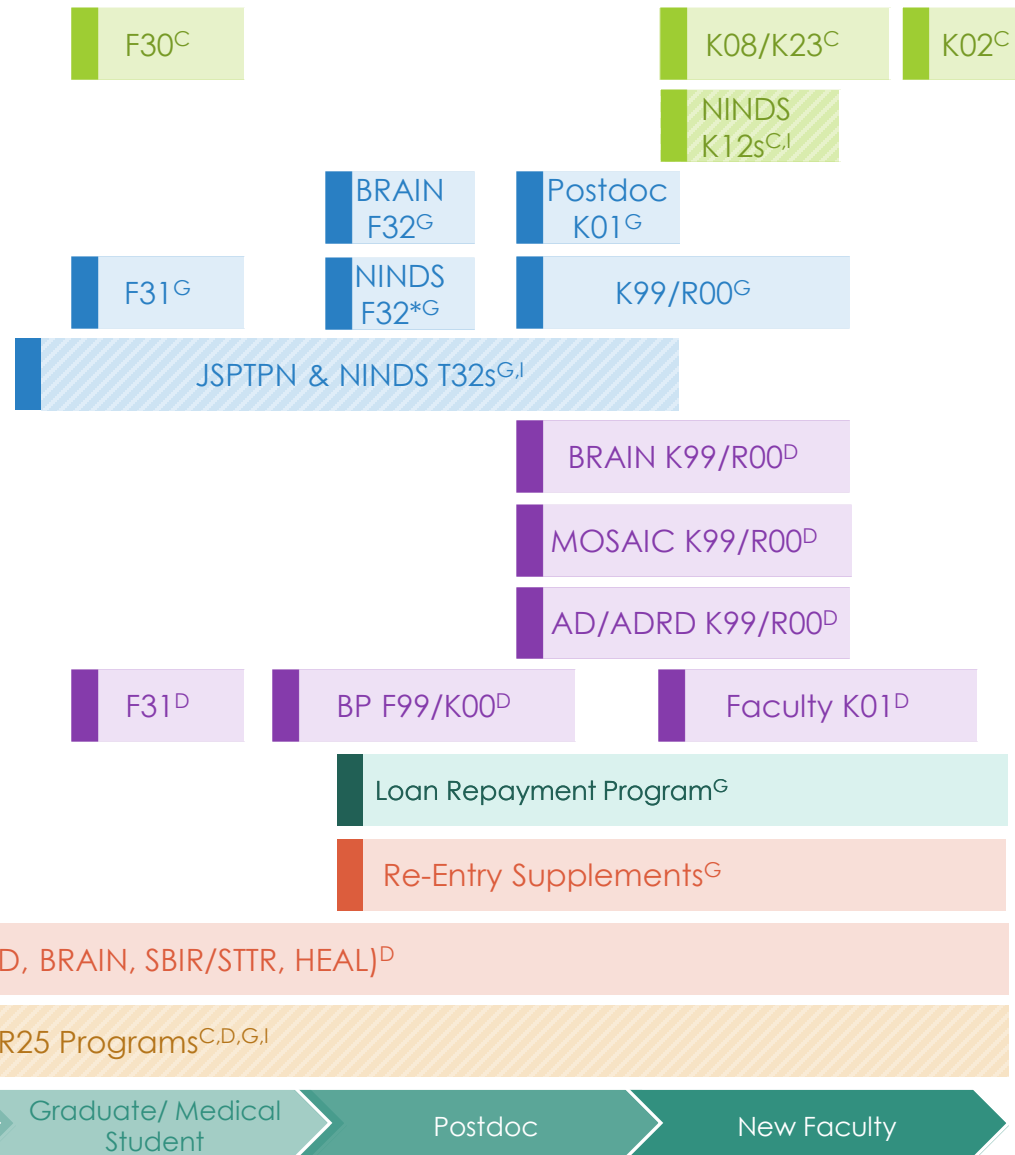 F30ᶜ
K08/K23ᶜ
K02ᶜ
NINDS
K12sᶜ,ᴵ
BRAIN
F32ᴳ
Postdoc
K01ᴳ
F31ᴳ
NINDS
F32*ᴳ
K99/R00ᴳ
JSPTPN & NINDS T32sᴳ,ᴵ
BRAIN K99/R00ᴰ
MOSAIC K99/R00ᴰ
AD/ADRD K99/R00ᴰ
F31ᴰ
BP F99/K00ᴰ
Faculty K01ᴰ
Loan Repayment Programᴳ
Re-Entry Supplementsᴳ
D, BRAIN, SBIR/STTR, HEAL)ᴰ
R25 Programsᶜ,ᴰ,ᴳ,ᴵ
Graduate/ Medical
Student
Postdoc
New Faculty